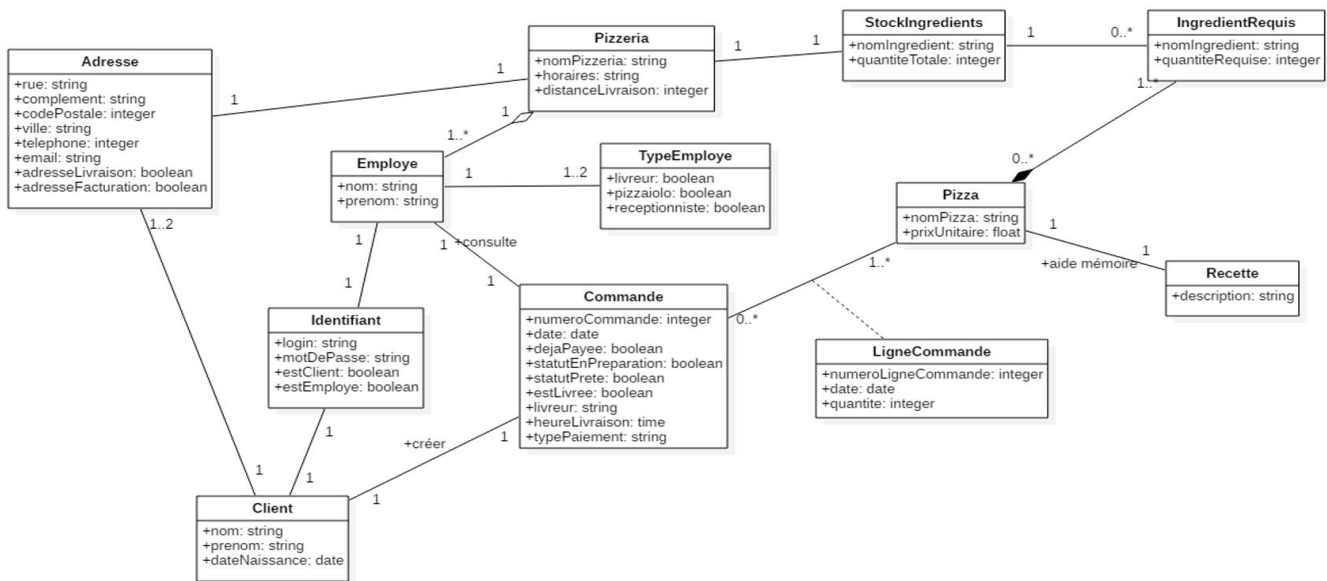 StockIngredients
+nomIngredient: string
+quantiteTotale: integer
IngredientRequis
+nomIngredient: string
+quantiteRequise: integer
Pizzeria
+nomPizzeria: string
+horaires: string
+distanceLivraison: integer
Adresse
+rue: string
+complement: string
+codePostale: integer
+ville: string
+telephone: integer
+email: string
+adresseLivraison: boolean
+adresseFacturation: boolean
1
1
1
0..*
1
1
1
1..*
1..*
0..*
Employe
+nom: string
+prenom: string
1
1..2
TypeEmploye
+livreur: boolean
+pizzaiolo: boolean
+receptionniste: boolean
Pizza
+nomPizza: string
+prixUnitaire: float
1
1
+aide mémoire
Recette
+description: string
1..2
1
1
+consulte
1
1
1..*
0..*
Identifiant
+login: string
+motDePasse: string
+estClient: boolean
+estEmploye: boolean
Commande
+numeroCommande: integer
+date: date
+dejaPayee: boolean
+statutEnPreparation: boolean
+statutPrete: boolean
+estLivree: boolean
+livreur: string
+heureLivraison: time
+typePaiement: string
LigneCommande
+numeroLigneCommande: integer
+date: date
+quantite: integer
1
+créer
1
1
1
1
Client
+nom: string
+prenom: string
+dateNaissance: date